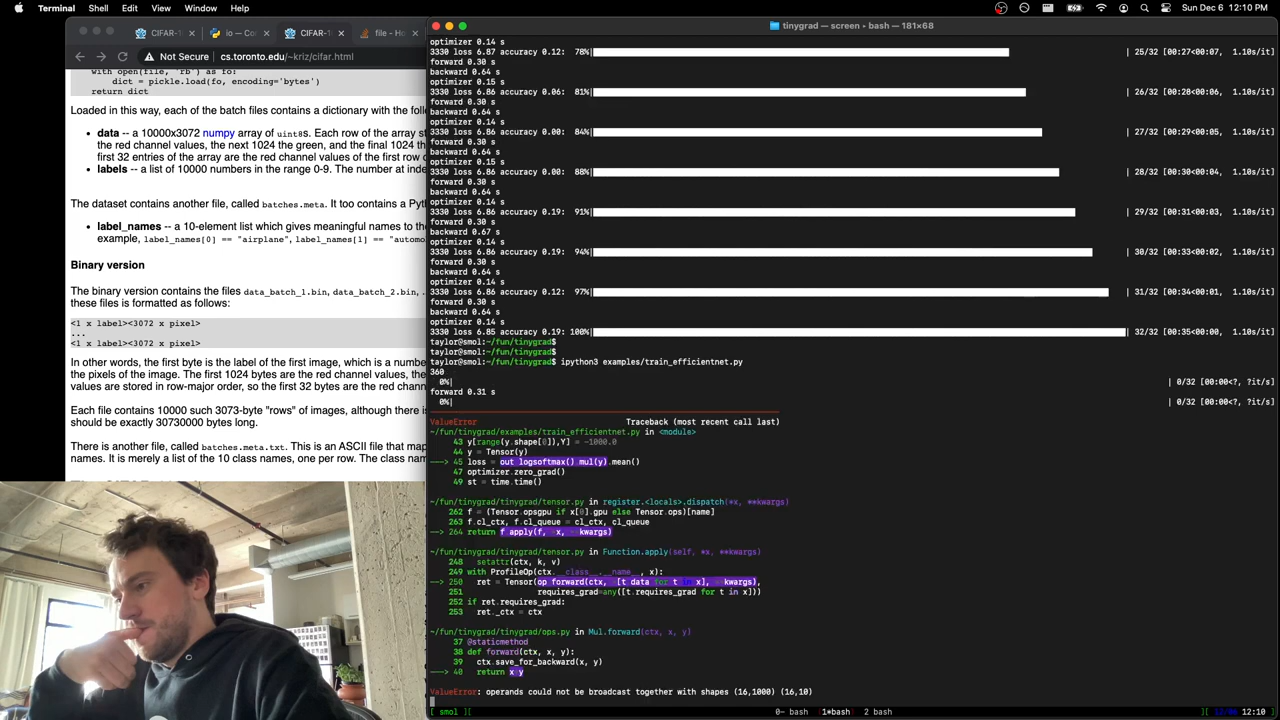 Terminal Shell Edit View Window Help
Sun Dec 6 12:10 PM
CIFAR-1
io — Co
CIFAR-1
file - H
tinygrad — screen • bash — 181×68
Not Secure cs.toronto.edu/~kriz/cifar.html
with open(file, 'rb') as fo:
dict = pickle.load(fo, encoding='bytes')
return dict
Loaded in this way, each of the batch files contains a dictionary with the foll
data -- a 10000x3072 numpy array of uint8s. Each row of the array st
the red channel values, the next 1024 the green, and the final 1024 th
first 32 entries of the array are the red channel values of the first row o
labels -- a list of 10000 numbers in the range 0-9. The number at inde
The dataset contains another file, called batches.meta. It too contains a Pyt
label_names -- a 10-element list which gives meaningful names to the
example, label_names[0] == "airplane", label_names[1] == "automo
Binary version
The binary version contains the files data_batch_1.bin, data_batch_2.bin, .
these files is formatted as follows:
<1 x label><3072 x pixel>
...
<1 x label><3072 x pixel>
In other words, the first byte is the label of the first image, which is a numbe
the pixels of the image. The first 1024 bytes are the red channel values, the
values are stored in row-major order, so the first 32 bytes are the red chann
Each file contains 10000 such 3073-byte "rows" of images, although there is
should be exactly 30730000 bytes long.
There is another file, called batches.meta.txt. This is an ASCII file that map
names. It is merely a list of the 10 class names, one per row. The class nam
optimizer 0.14 s
3330 loss 6.87 accuracy 0.12: 78%| | 25/32 [00:27<00:07, 1.10s/it]
forward 0.30 s
backward 0.64 s
optimizer 0.15 s
3330 loss 6.86 accuracy 0.06: 81%| | 26/32 [00:28<00:06, 1.10s/it]
forward 0.30 s
backward 0.64 s
optimizer 0.14 s
3330 loss 6.86 accuracy 0.00: 84%| | 27/32 [00:29<00:05, 1.10s/it]
forward 0.30 s
backward 0.64 s
optimizer 0.15 s
3330 loss 6.86 accuracy 0.00: 88%| | 28/32 [00:30<00:04, 1.10s/it]
forward 0.30 s
backward 0.64 s
optimizer 0.14 s
3330 loss 6.86 accuracy 0.19: 91%| | 29/32 [00:31<00:03, 1.10s/it]
forward 0.30 s
backward 0.67 s
optimizer 0.14 s
3330 loss 6.86 accuracy 0.19: 94%| | 30/32 [00:33<00:02, 1.10s/it]
forward 0.30 s
backward 0.64 s
optimizer 0.14 s
3330 loss 6.86 accuracy 0.12: 97%| | 31/32 [00:34<00:01, 1.10s/it]
forward 0.30 s
backward 0.64 s
optimizer 0.14 s
3330 loss 6.85 accuracy 0.19: 100%| | 32/32 [00:35<00:00, 1.10s/it]
taylor@smol:~/fun/tinygrad$
taylor@smol:~/fun/tinygrad$
taylor@smol:~/fun/tinygrad$ ipython3 examples/train_efficientnet.py
360
0%| | 0/32 [00:00<?, ?it/s]
forward 0.31 s
0%| | 0/32 [00:00<?, ?it/s]
ValueError Traceback (most recent call last)
~/fun/tinygrad/examples/train_efficientnet.py in <module>
43 y[range(y.shape[0]),Y] = -1000.0
44 y = Tensor(y)
---> 45 loss = out logsoftmax() mul(y).mean()
47 optimizer.zero_grad()
49 st = time.time()
~/fun/tinygrad/tinygrad/tensor.py in register.<locals>.dispatch(*x, **kwargs)
262 f = (Tensor.opsgpu if x[0].gpu else Tensor.ops)[name]
263 f.cl_ctx, f.cl_queue = cl_ctx, cl_queue
--> 264 return f apply(f, x, kwargs)
~/fun/tinygrad/tinygrad/tensor.py in Function.apply(self, *x, **kwargs)
248 setattr(ctx, k, v)
249 with ProfileOp(ctx.__class__.__name__, x):
--> 250 ret = Tensor(op forward(ctx, [t data for t in x], kwargs),
251 requires_grad=any([t.requires_grad for t in x]))
252 if ret.requires_grad:
253 ret._ctx = ctx
~/fun/tinygrad/tinygrad/ops.py in Mul.forward(ctx, x, y)
37 @staticmethod
38 def forward(ctx, x, y):
39 ctx.save_for_backward(x, y)
---> 40 return x y
ValueError: operands could not be broadcast together with shapes (16,1000) (16,10)
[ smol ][ 0- bash 1*bash 2 bash ][ 12:10 ]